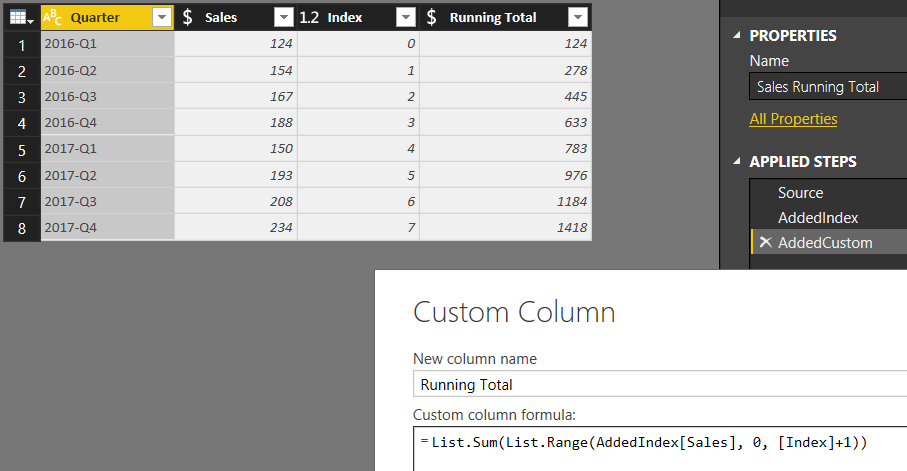 ABC Quarter $ Sales 1.2 Index $ Running Total
1 2016-Q1 124 0 124
2 2016-Q2 154 1 278
3 2016-Q3 167 2 445
4 2016-Q4 188 3 633
5 2017-Q1 150 4 783
6 2017-Q2 193 5 976
7 2017-Q3 208 6 1184
8 2017-Q4 234 7 1418
PROPERTIES
Name
Sales Running Total
All Properties
APPLIED STEPS
Source
AddedIndex
AddedCustom
Custom Column
New column name
Running Total
Custom column formula:
=List.Sum(List.Range(AddedIndex[Sales], 0, [Index]+1))